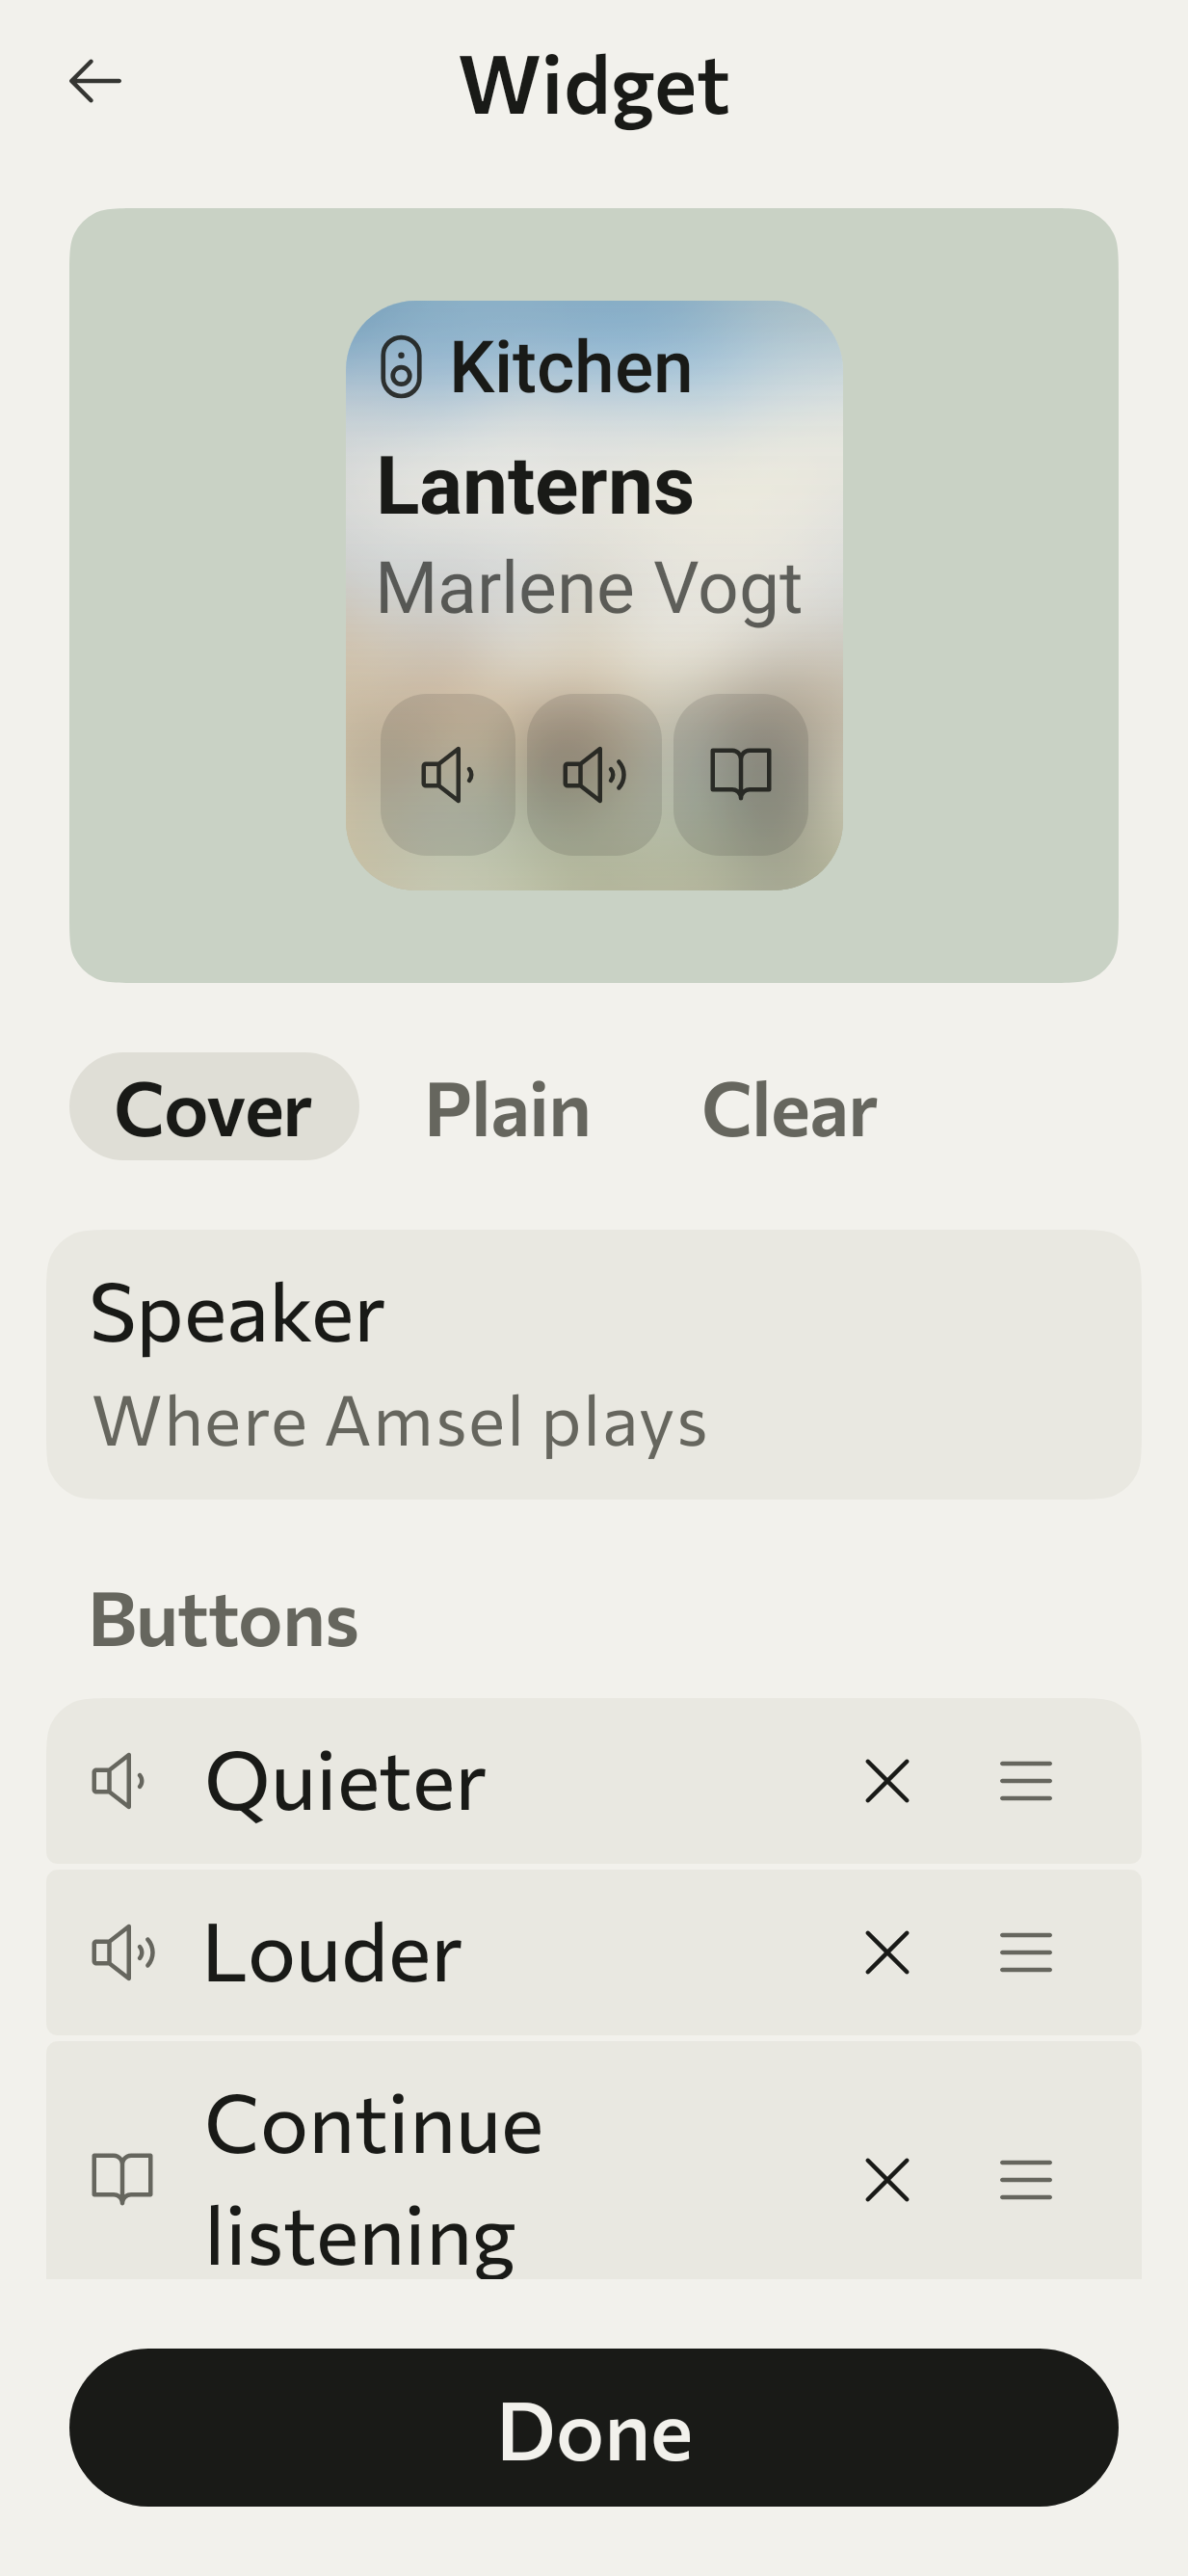 Widget
Kitchen
Lanterns
Marlene Vogt
Cover
Plain
Clear
Speaker
Where Amsel plays
Buttons
Quieter
Louder
Continue
listening
Done